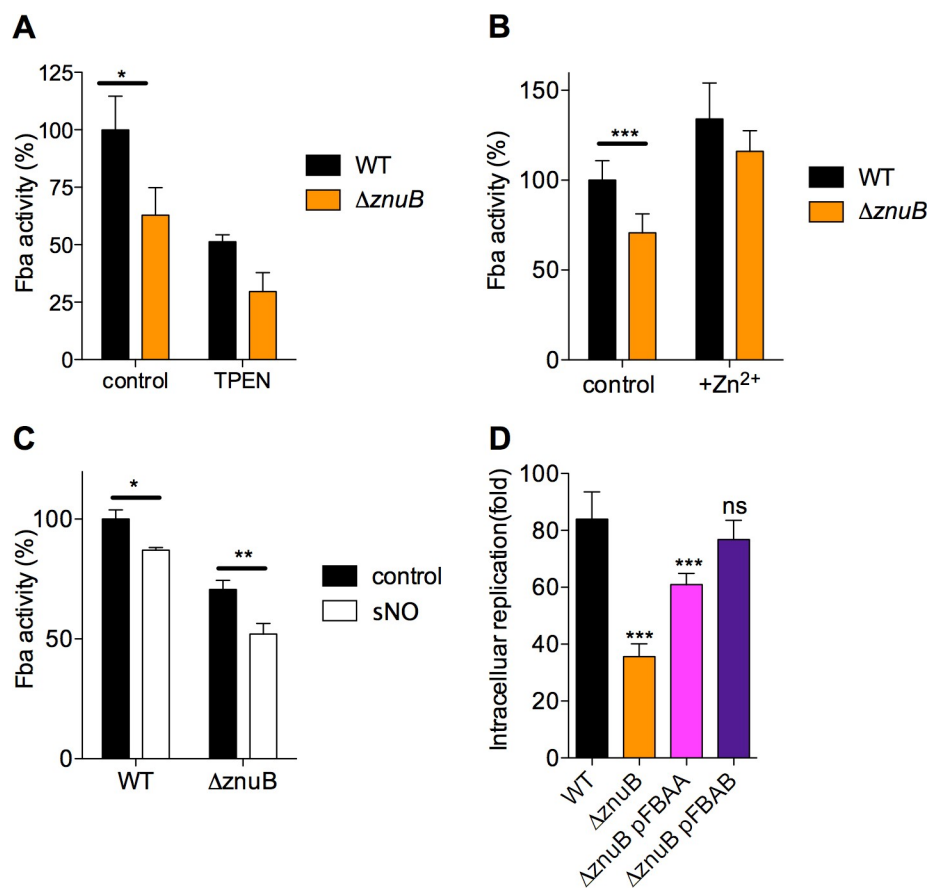 A
Fba activity (%)
125
100
75
50
25
0
*
control
TPEN
WT
ΔznuB
B
Fba activity (%)
150
100
50
0
***
control
+Zn2+
WT
ΔznuB
C
Fba activity (%)
100
50
0
*
**
WT
ΔznuB
control
sNO
D
Intracelluar replication(fold)
100
80
60
40
20
0
***
***
ns
WT
ΔznuB
ΔznuB pFBAA
ΔznuB pFBAB